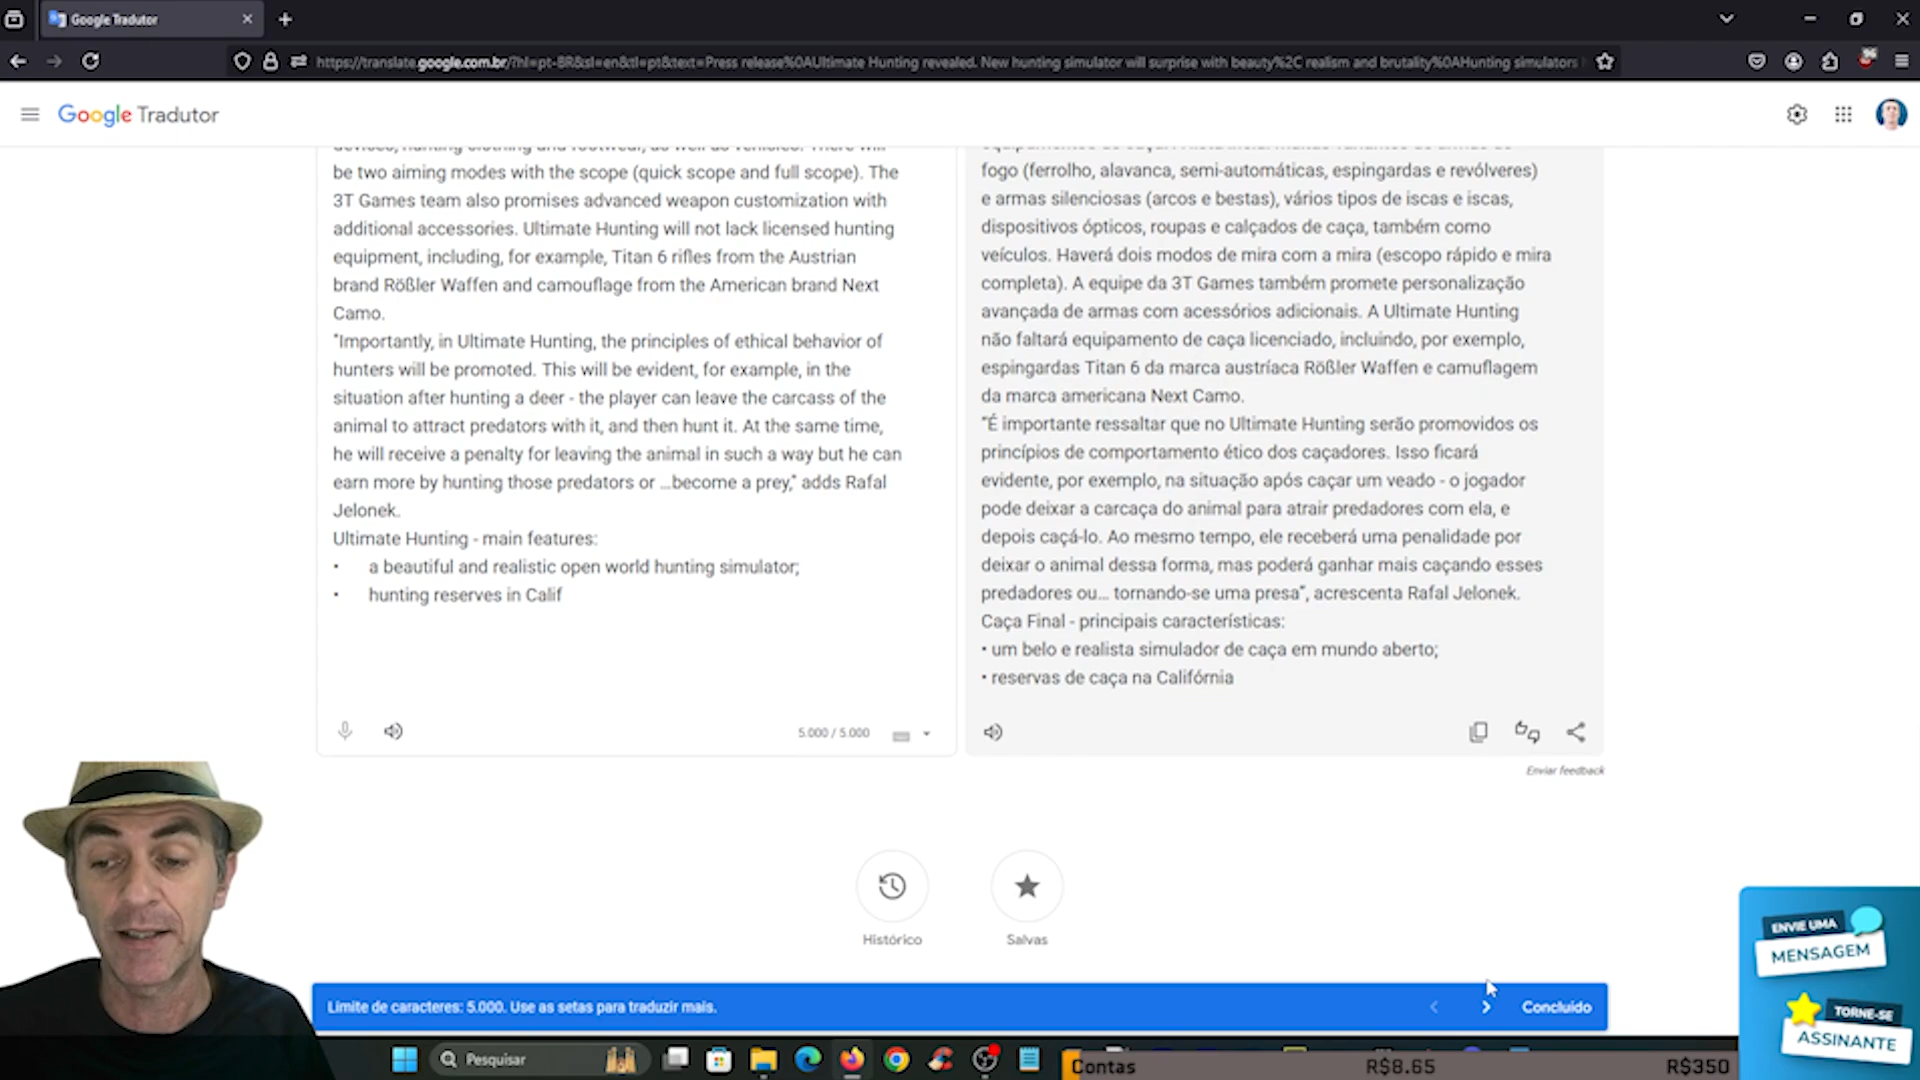 Google Tradutor
https://translate.google.com.br/?hl=pt-BR&sl=en&tl=pt&text=Press release%0AUltimate Hunting revealed. New hunting simulator will surprise with beauty%2C realism and brutality%0AHunting simulators
Google Tradutor
devices, hunting clothing and footwear, as well as vehicles. There will
be two aiming modes with the scope (quick scope and full scope). The
3T Games team also promises advanced weapon customization with
additional accessories. Ultimate Hunting will not lack licensed hunting
equipment, including, for example, Titan 6 rifles from the Austrian
brand Rößler Waffen and camouflage from the American brand Next
Camo.
"Importantly, in Ultimate Hunting, the principles of ethical behavior of
hunters will be promoted. This will be evident, for example, in the
situation after hunting a deer - the player can leave the carcass of the
animal to attract predators with it, and then hunt it. At the same time,
he will receive a penalty for leaving the animal in such a way but he can
earn more by hunting those predators or ...become a prey," adds Rafal
Jelonek.
Ultimate Hunting - main features:
• a beautiful and realistic open world hunting simulator;
• hunting reserves in Calif
5.000 / 5.000
fogo (ferrolho, alavanca, semi-automáticas, espingardas e revólveres)
e armas silenciosas (arcos e bestas), vários tipos de iscas e iscas,
dispositivos ópticos, roupas e calçados de caça, também como
veículos. Haverá dois modos de mira com a mira (escopo rápido e mira
completa). A equipe da 3T Games também promete personalização
avançada de armas com acessórios adicionais. A Ultimate Hunting
não faltará equipamento de caça licenciado, incluindo, por exemplo,
espingardas Titan 6 da marca austríaca Rößler Waffen e camuflagem
da marca americana Next Camo.
"É importante ressaltar que no Ultimate Hunting serão promovidos os
princípios de comportamento ético dos caçadores. Isso ficará
evidente, por exemplo, na situação após caçar um veado - o jogador
pode deixar a carcaça do animal para atrair predadores com ela, e
depois caçá-lo. Ao mesmo tempo, ele receberá uma penalidade por
deixar o animal dessa forma, mas poderá ganhar mais caçando esses
predadores ou... tornando-se uma presa", acrescenta Rafal Jelonek.
Caça Final - principais características:
• um belo e realista simulador de caça em mundo aberto;
• reservas de caça na Califórnia
Enviar feedback
Histórico
Salvas
Limite de caracteres: 5.000. Use as setas para traduzir mais.
Concluído
ENVIE UMA
MENSAGEM
TORNE-SE
ASSINANTE
Pesquisar
Contas
R$8.65
R$350